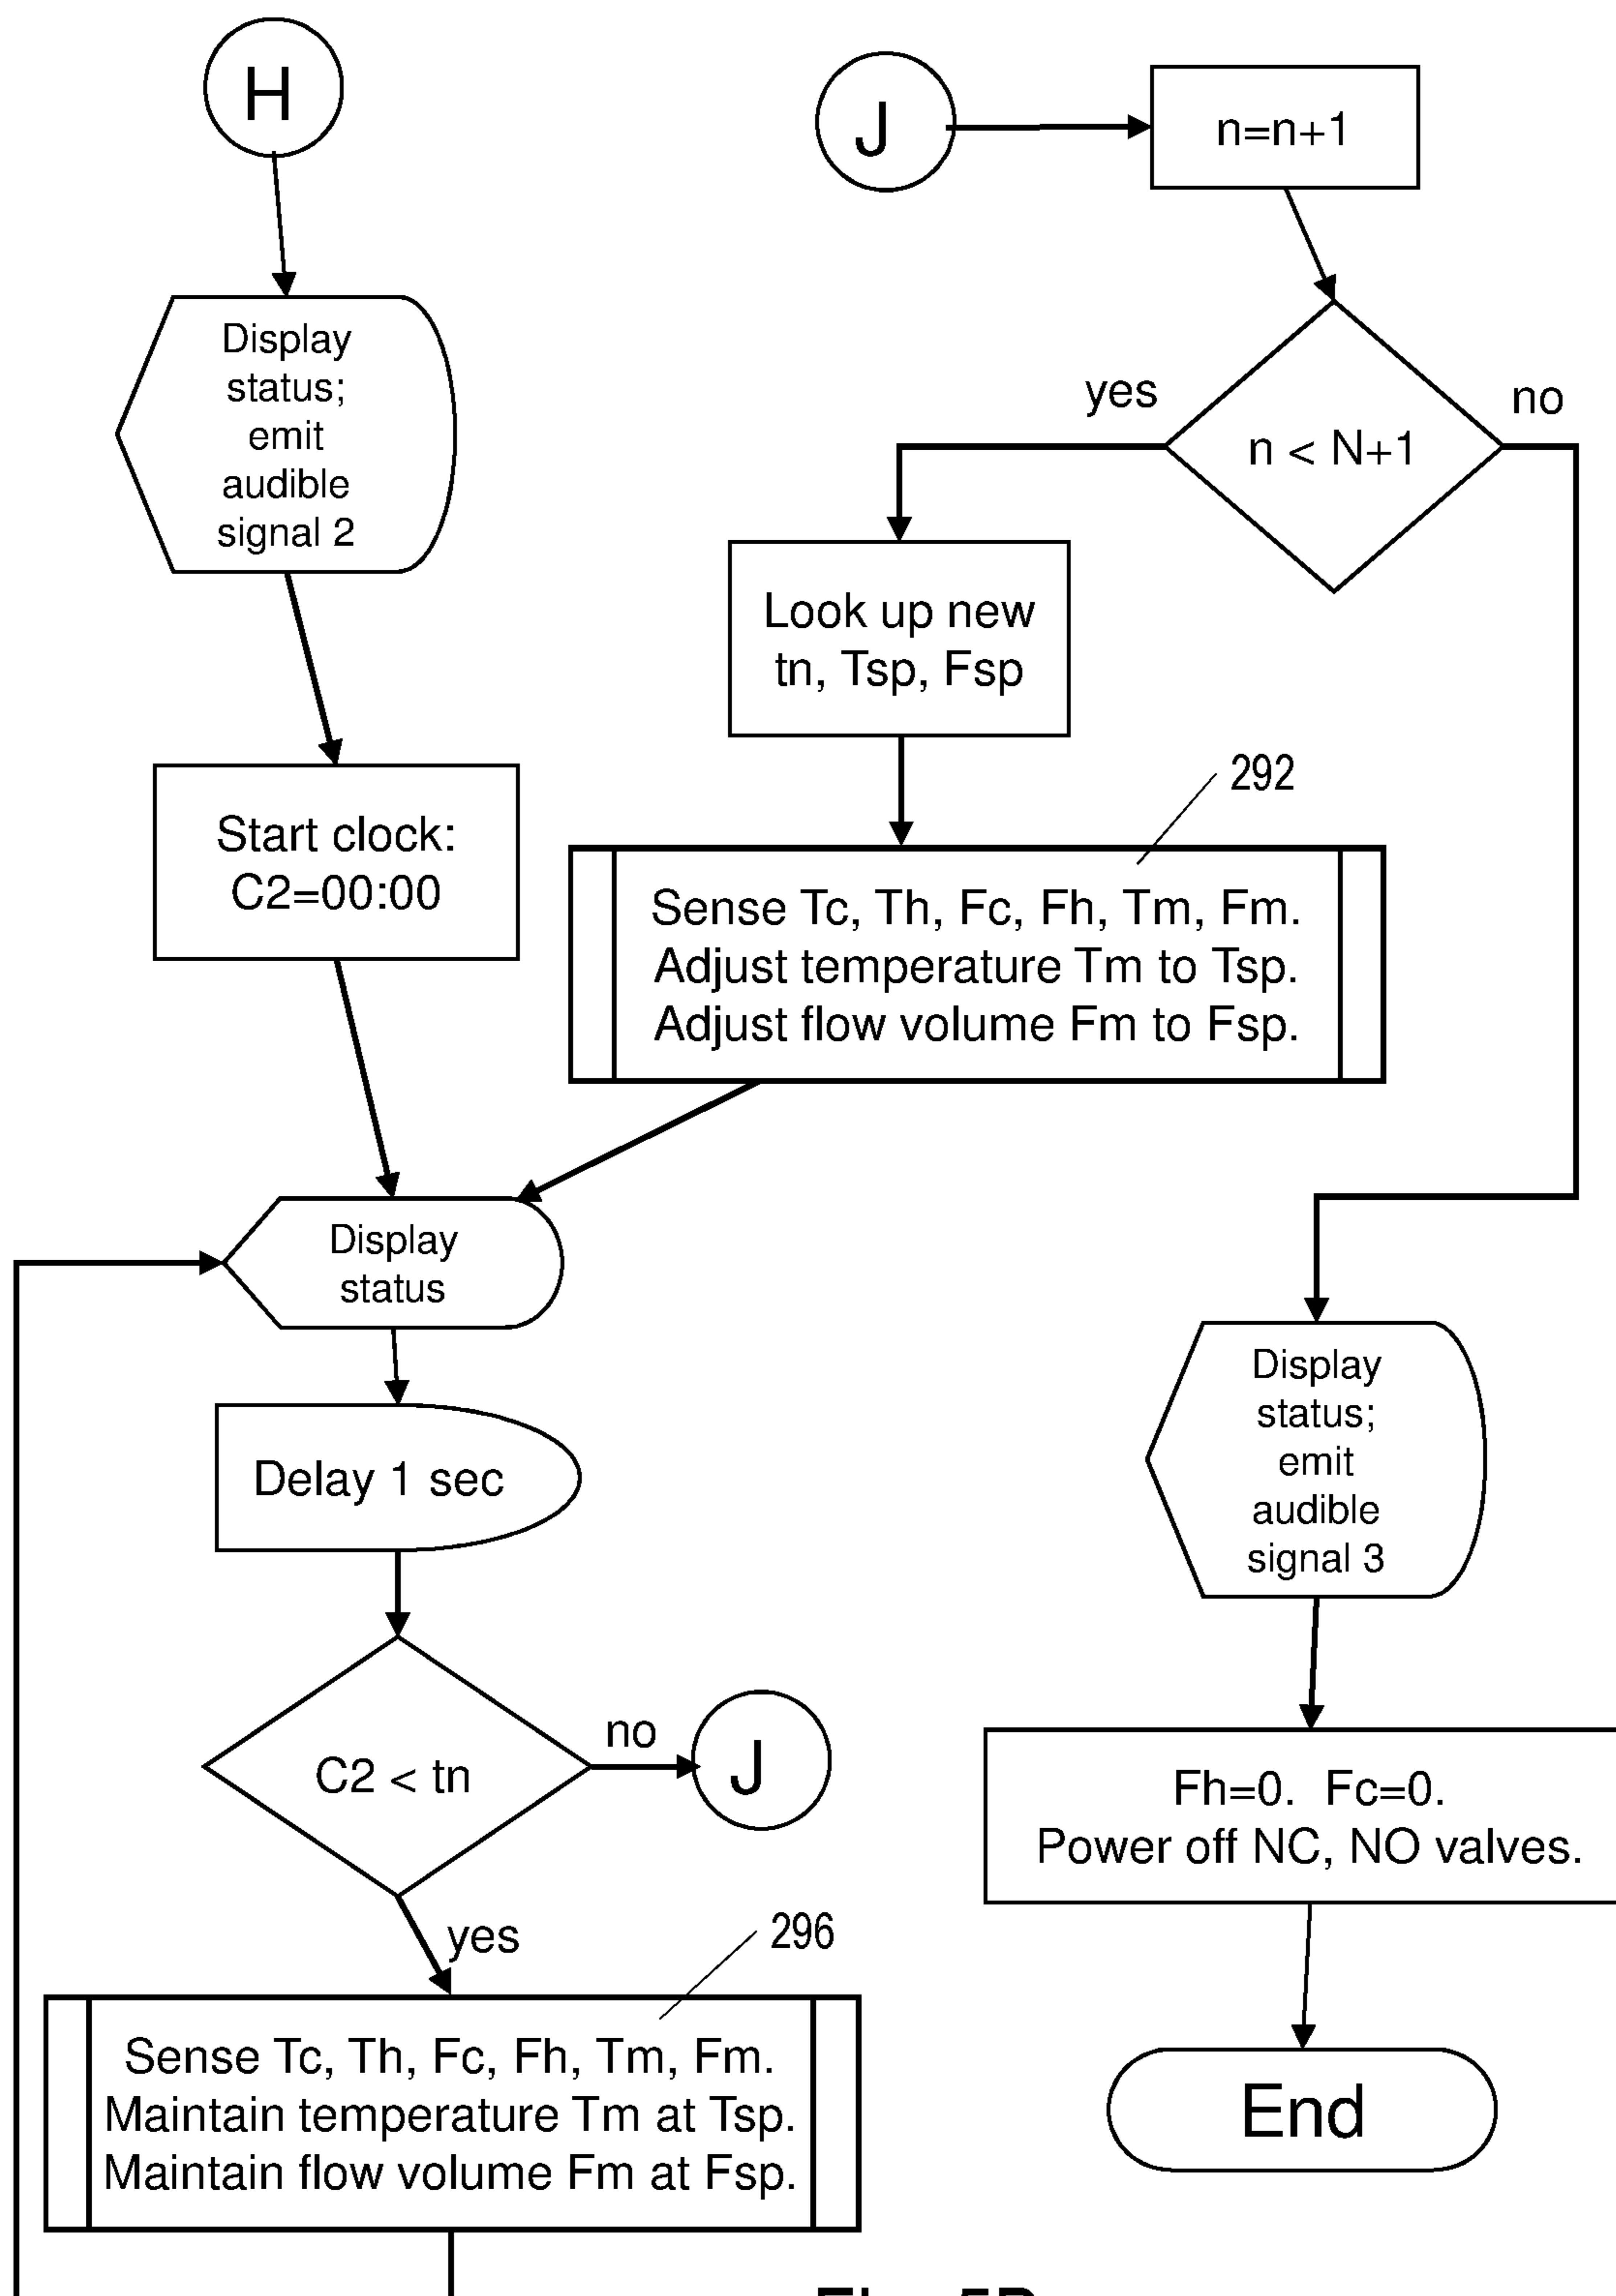 H
Display
status;
emit
audible
signal 2
Start clock:
C2=00:00
Display
status
Delay 1 sec
C2 < tn
no
J
yes
296
Sense Tc, Th, Fc, Fh, Tm, Fm.
Maintain temperature Tm at Tsp.
Maintain flow volume Fm at Fsp.
J
n=n+1
n < N+1
yes
no
Look up new
tn, Tsp, Fsp
292
Sense Tc, Th, Fc, Fh, Tm, Fm.
Adjust temperature Tm to Tsp.
Adjust flow volume Fm to Fsp.
Display
status;
emit
audible
signal 3
Fh=0. Fc=0.
Power off NC, NO valves.
End